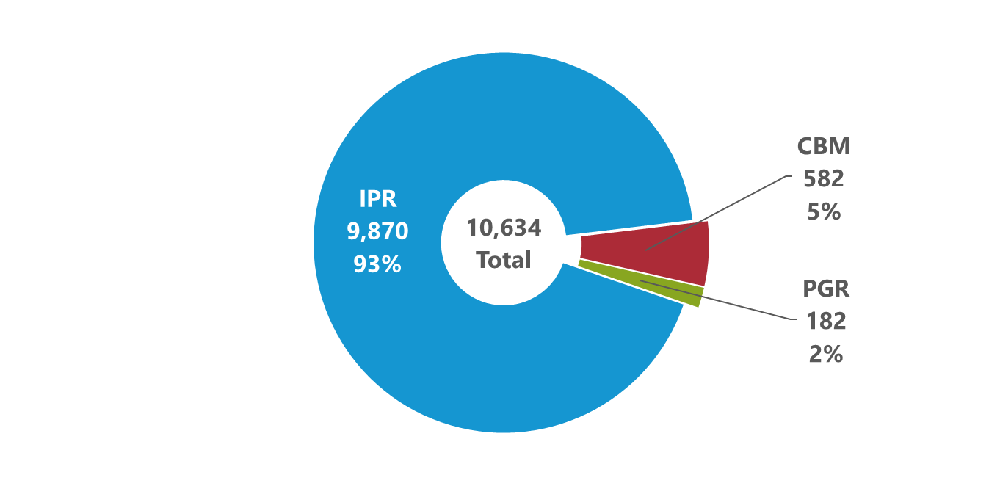 IPR
9,870
93%
10,634
Total
CBM
582
5%
PGR
182
2%